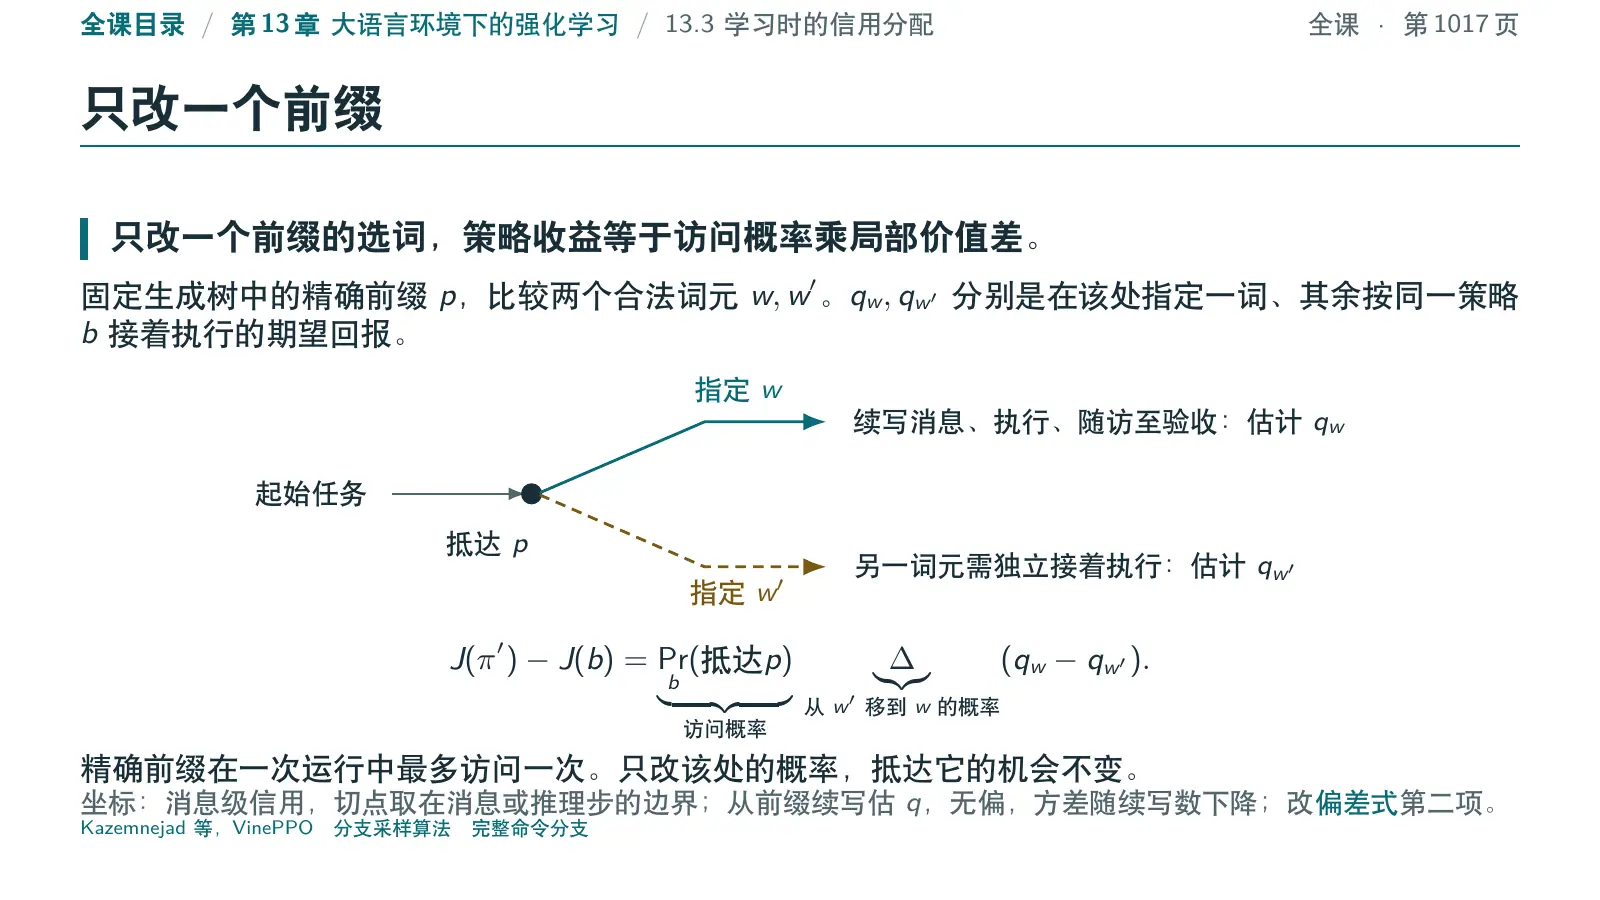 全课目录 / 第13章 大语言环境下的强化学习 / 13.3 学习时的信用分配
全课 · 第1017页
只改一个前缀
只改一个前缀的选词，策略收益等于访问概率乘局部价值差。
固定生成树中的精确前缀 p，比较两个合法词元 w, w′。q_w, q_{w′} 分别是在该处指定一词、其余按同一策略
b 接着执行的期望回报。
指定 w
续写消息、执行、随访至验收：估计 q_w
起始任务
抵达 p
另一词元需独立接着执行：估计 q_{w′}
指定 w′
J(π′) − J(b) = Pr_b(抵达p) Δ (q_w − q_{w′}).
从 w′ 移到 w 的概率
访问概率
精确前缀在一次运行中最多访问一次。只改该处的概率，抵达它的机会不变。
坐标：消息级信用，切点取在消息或推理步的边界；从前缀续写估 q，无偏，方差随续写数下降；改偏差式第二项。
Kazemnejad 等，VinePPO 分支采样算法 完整命令分支